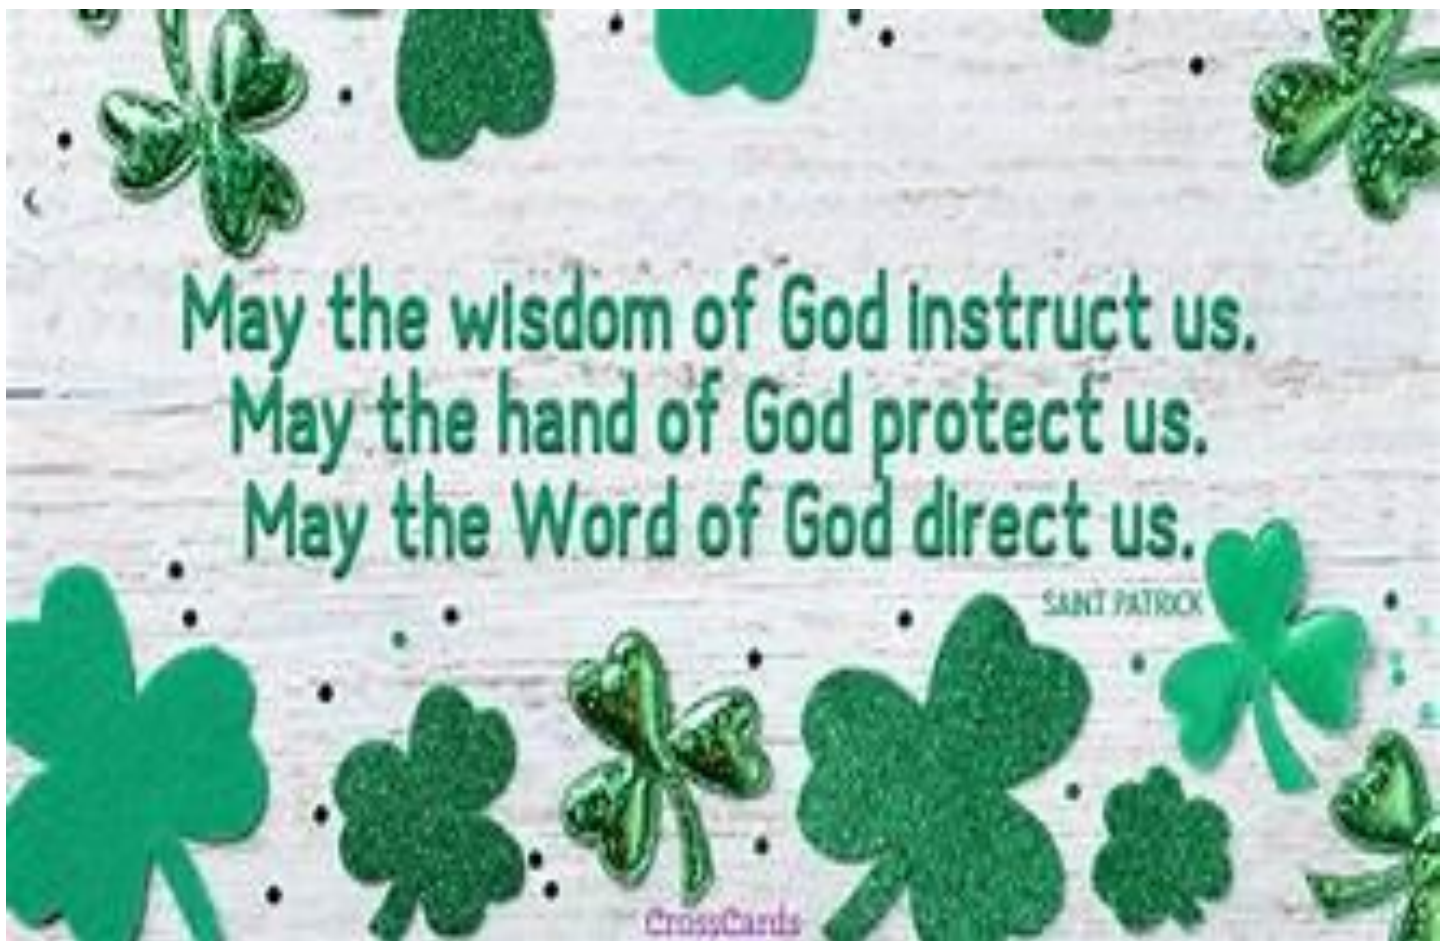 May the wisdom of God instruct us.
May the hand of God protect us.
May the Word of God direct us.
SAINT PATRICK
CrossCards